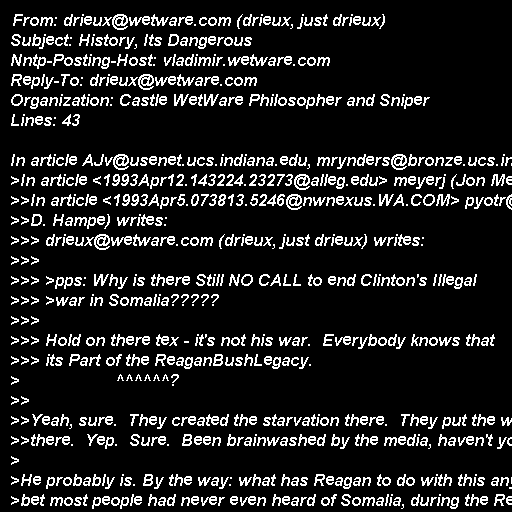 From: drieux@wetware.com (drieux, just drieux)
Subject: History, Its Dangerous
Nntp-Posting-Host: vladimir.wetware.com
Reply-To: drieux@wetware.com
Organization: Castle WetWare Philosopher and Sniper
Lines: 43

In article AJv@usenet.ucs.indiana.edu, mrynders@bronze.ucs.in
>In article <1993Apr12.143224.23273@alleg.edu> meyerj (Jon Me
>>In article <1993Apr5.073813.5246@nwnexus.WA.COM> pyotr@
>>D. Hampe) writes:
>>> drieux@wetware.com (drieux, just drieux) writes:
>>>
>>> >pps: Why is there Still NO CALL to end Clinton's Illegal
>>> >war in Somalia?????
>>>
>>> Hold on there tex - it's not his war.  Everybody knows that
>>> its Part of the ReaganBushLegacy.
>                    ^^^^^^?
>>
>>Yeah, sure.  They created the starvation there.  They put the w
>>there.  Yep.  Sure.  Been brainwashed by the media, haven't yo
>
>He probably is. By the way: what has Reagan to do with this any
>bet most people had never even heard of Somalia, during the Re